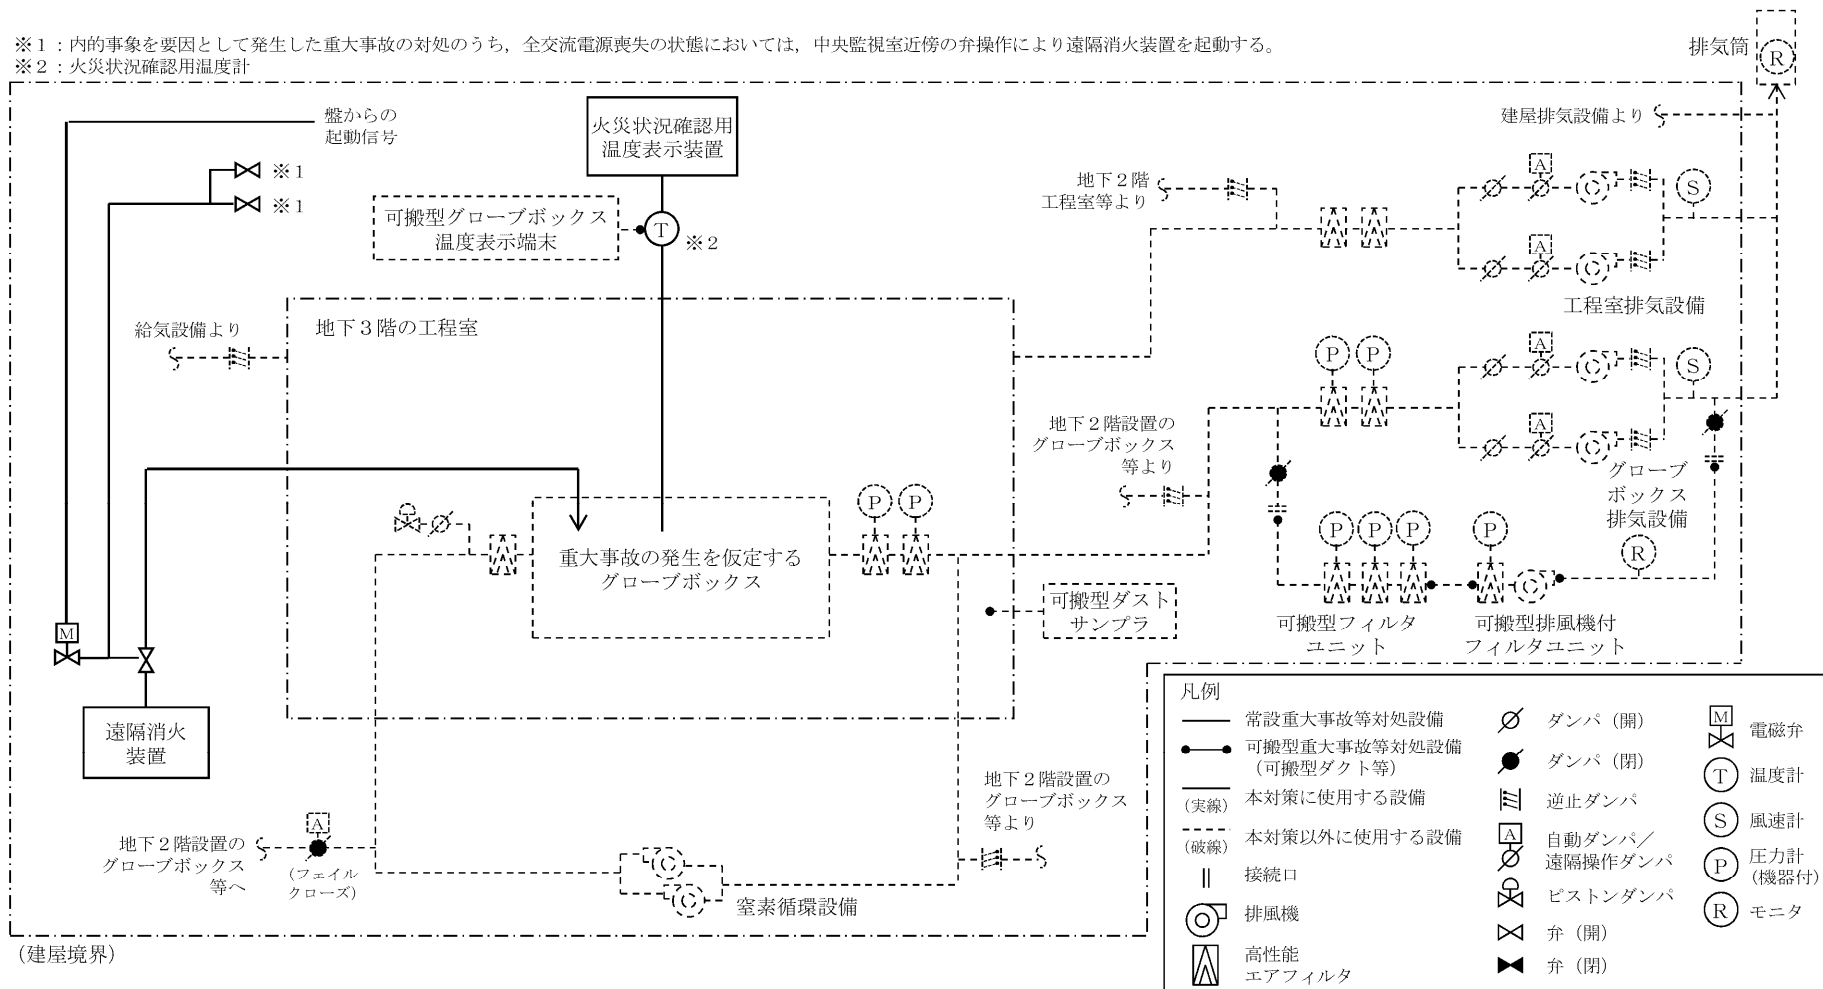 ※１：内的事象を要因として発生した重大事故の対処のうち，全交流電源喪失の状態においては，中央監視室近傍の弁操作により遠隔消火装置を起動する。
※２：火災状況確認用温度計
排気筒
R
盤からの
起動信号
※１
※１
火災状況確認用
温度表示装置
可搬型グローブボックス
温度表示端末
T
※２
建屋排気設備より
地下２階
工程室等より
A
S
A
工程室排気設備
給気設備より
地下３階の工程室
P
P
A
S
地下２階設置の
グローブボックス
等より
A
グローブ
ボックス
排気設備
P
P
重大事故の発生を仮定する
グローブボックス
P
P
P
P
R
可搬型ダスト
サンプラ
可搬型フィルタ
ユニット
可搬型排風機付
フィルタユニット
M
遠隔消火
装置
地下２階設置の
グローブボックス
等へ
A
（フェイル
クローズ）
地下２階設置の
グローブボックス
等より
窒素循環設備
（建屋境界）
凡例
常設重大事故等対処設備
可搬型重大事故等対処設備
（可搬型ダクト等）
（実線）
本対策に使用する設備
（破線）
本対策以外に使用する設備
接続口
排風機
高性能
エアフィルタ
ダンパ（開）
ダンパ（閉）
逆止ダンパ
A
自動ダンパ／
遠隔操作ダンパ
ピストンダンパ
弁（開）
弁（閉）
M
電磁弁
T
温度計
S
風速計
P
圧力計
（機器付）
R
モニタ